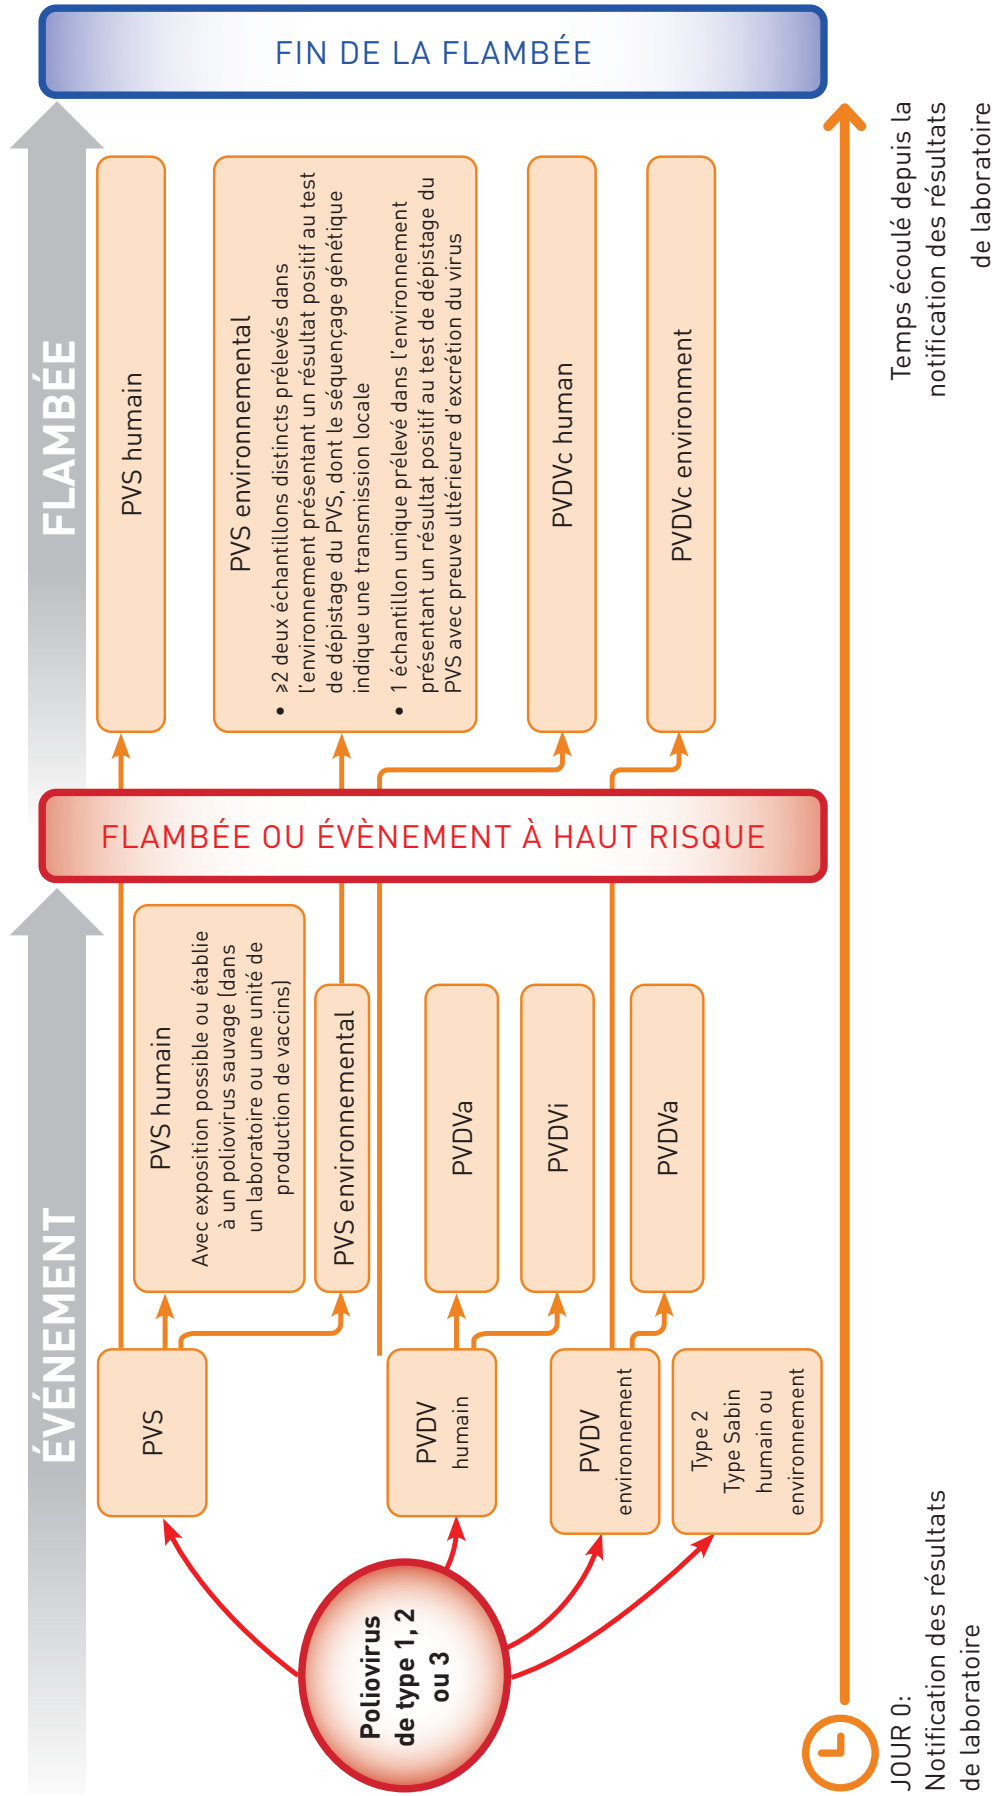 ÉVÉNEMENT
FLAMBÉE
Poliovirus
de type 1, 2
ou 3
PVS
PVDV
humain
PVDV
environnement
Type 2
Type Sabin
humain ou
environnement
PVS humain
Avec exposition possible ou établie
à un poliovirus sauvage (dans
un laboratoire ou une unité de
production de vaccins)
PVS environnemental
PVDVa
PVDVi
PVDVa
FLAMBÉE OU ÉVÈNEMENT À HAUT RISQUE
PVS humain
PVS environnemental
• ≥2 deux échantillons distincts prélevés dans
l'environnement présentant un résultat positif au test
de dépistage du PVS, dont le séquençage génétique
indique une transmission locale
• 1 échantillon unique prélevé dans l'environnement
présentant un résultat positif au test de dépistage du
PVS avec preuve ultérieure d'excrétion du virus
PVDVc human
PVDVc environment
FIN DE LA FLAMBÉE
JOUR 0:
Notification des résultats
de laboratoire
Temps écoulé depuis la
notification des résultats
de laboratoire